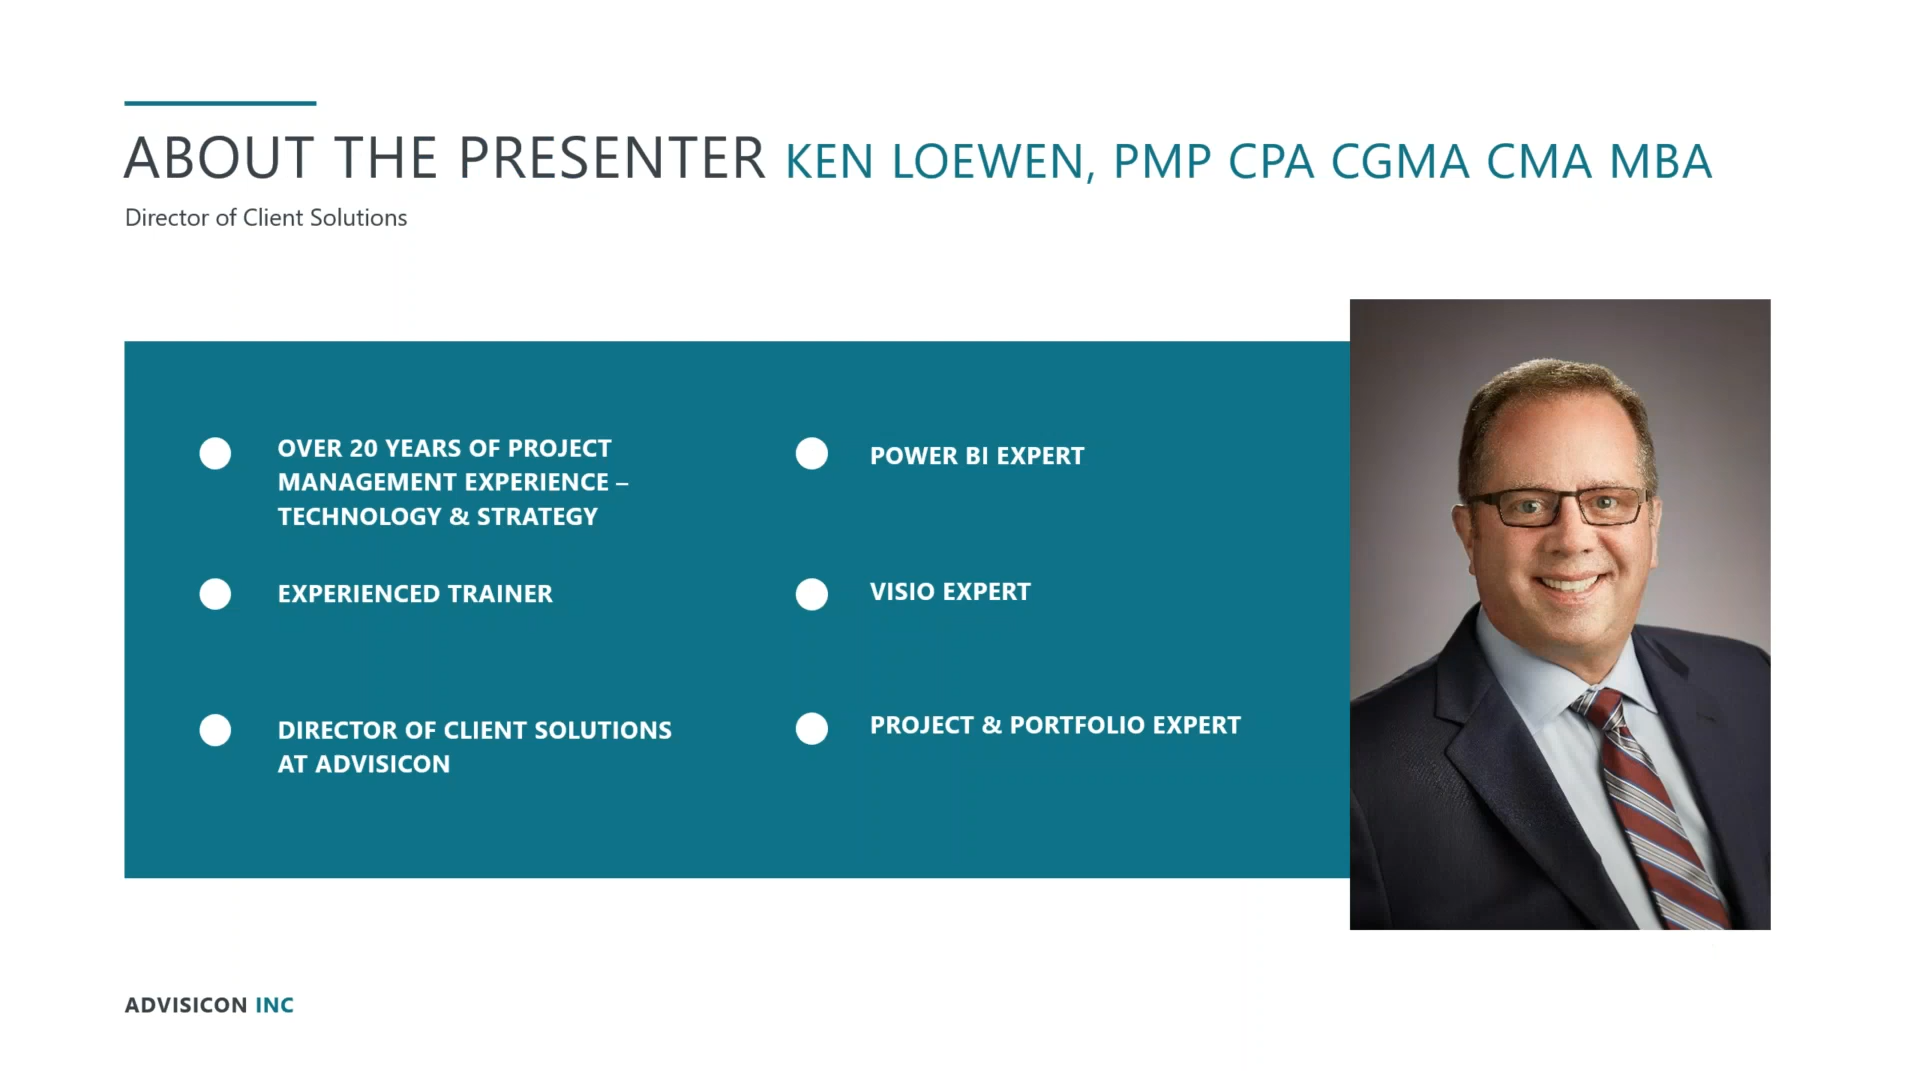 ABOUT THE PRESENTER KEN LOEWEN, PMP CPA CGMA CMA MBA
Director of Client Solutions
OVER 20 YEARS OF PROJECT
MANAGEMENT EXPERIENCE –
TECHNOLOGY & STRATEGY
EXPERIENCED TRAINER
DIRECTOR OF CLIENT SOLUTIONS
AT ADVISICON
POWER BI EXPERT
VISIO EXPERT
PROJECT & PORTFOLIO EXPERT
ADVISICON INC